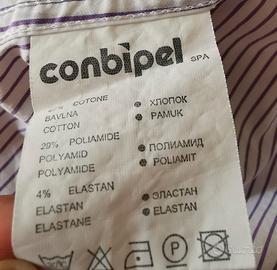 conbipel SPA
COTONE ● ХЛОПОК
BAVLNA ● PAMUK
COTTON
29% POLIAMIDE ● ПОЛИАМИД
POLYAMID ● POLIAMIT
POLYAMIDE
4% ELASTAN ● ЭЛАСТАН
ELASTAN ● ELASTAN
ELASTANE
P